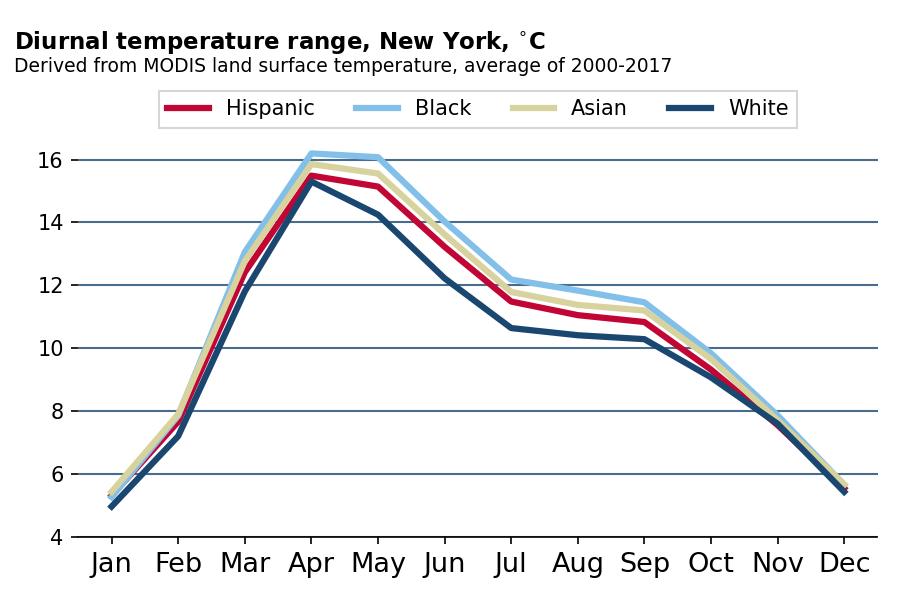 Diurnal temperature range, New York, °C
Derived from MODIS land surface temperature, average of 2000-2017
Hispanic Black Asian White
16
14
12
10
8
6
4
Jan Feb Mar Apr May Jun Jul Aug Sep Oct Nov Dec